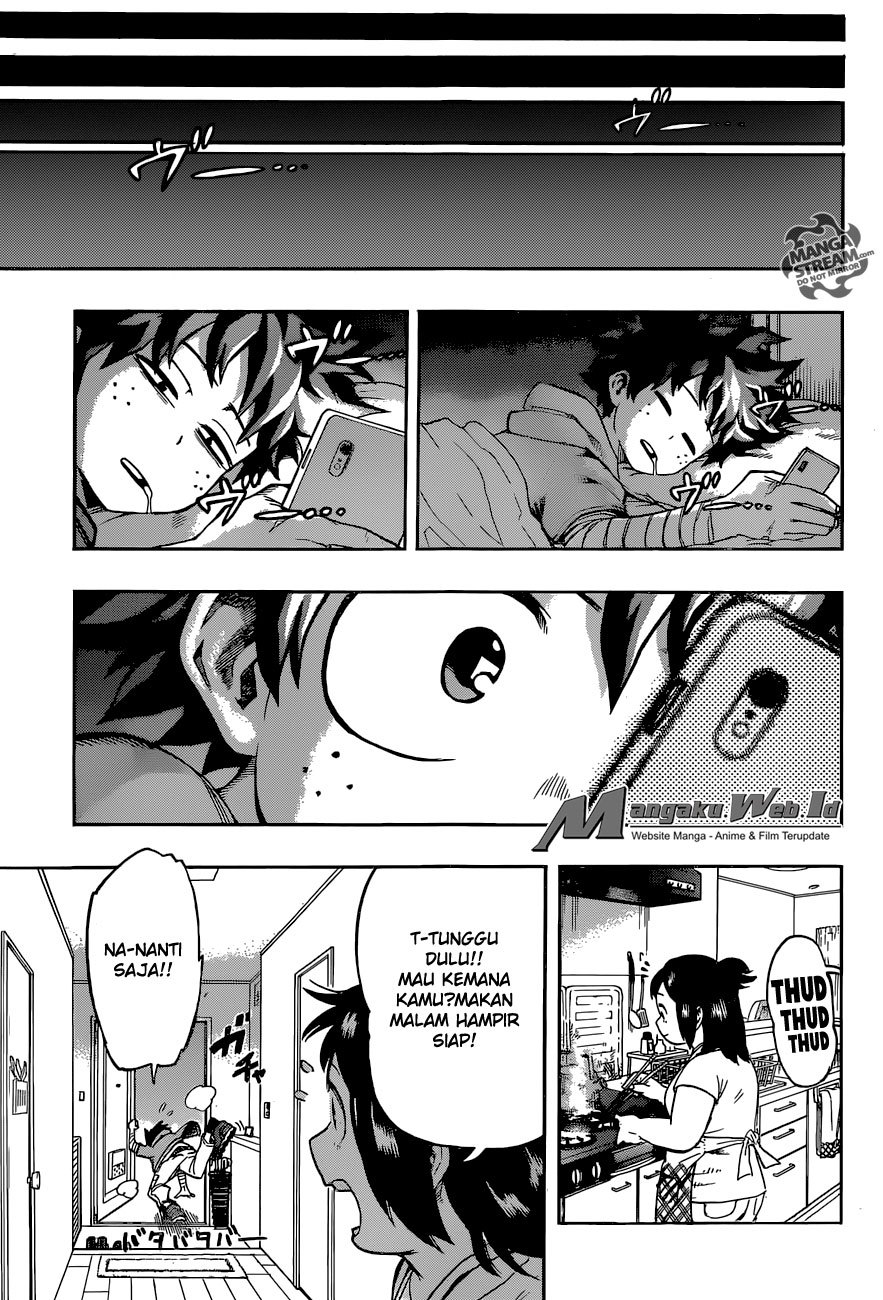 ヴ"ー…
ヴ"ー…
MANGA
STREAM.com
DO NOT MIRROR
ヴ"
ヴ"ー…
ヴ"
ヴ"ー…
Mangaku Web Id
Website Manga - Anime & Film Terupdate
THUD
THUD
THUD
T-TUNGGU
DULU!!
MAU KEMANA
KAMU?MAKAN
MALAM HAMPIR
SIAP!
NA-NANTI
SAJA!!
ガチャ
バタバター